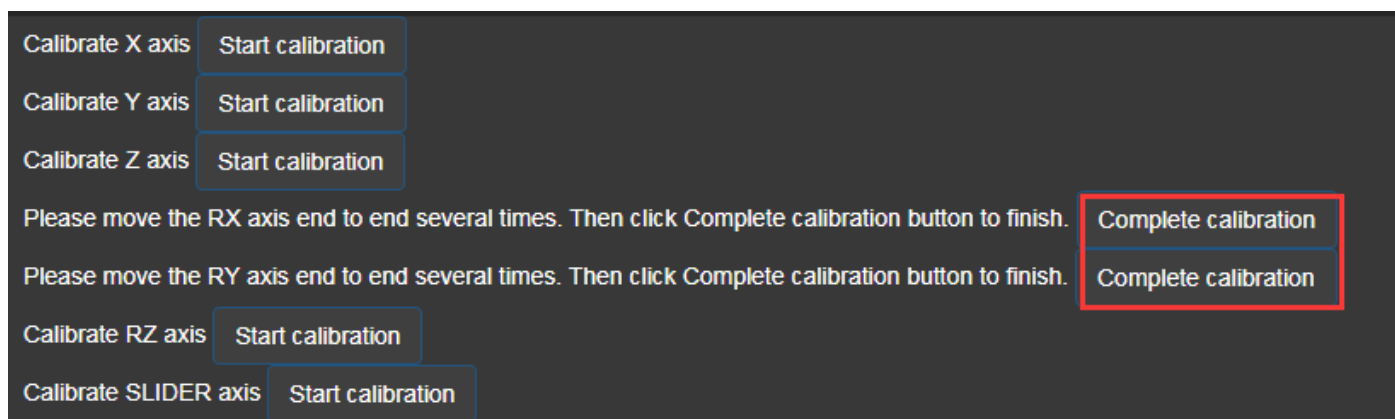 Calibrate X axis Start calibration
Calibrate Y axis Start calibration
Calibrate Z axis Start calibration
Please move the RX axis end to end several times. Then click Complete calibration button to finish. Complete calibration
Please move the RY axis end to end several times. Then click Complete calibration button to finish. Complete calibration
Calibrate RZ axis Start calibration
Calibrate SLIDER axis Start calibration